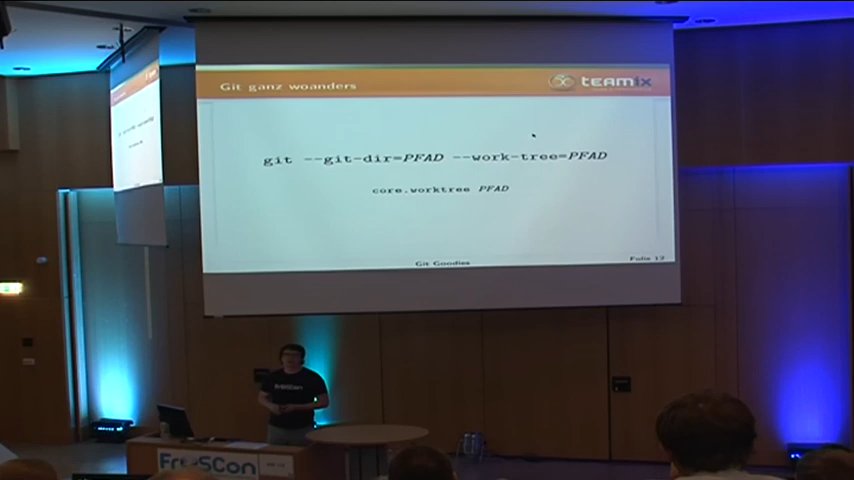 Git ganz woanders
teamix
git --git-dir=PFAD --work-tree=PFAD
core.worktree PFAD
Git Goodies
Folie 12
FrOSCon
FrOSCon